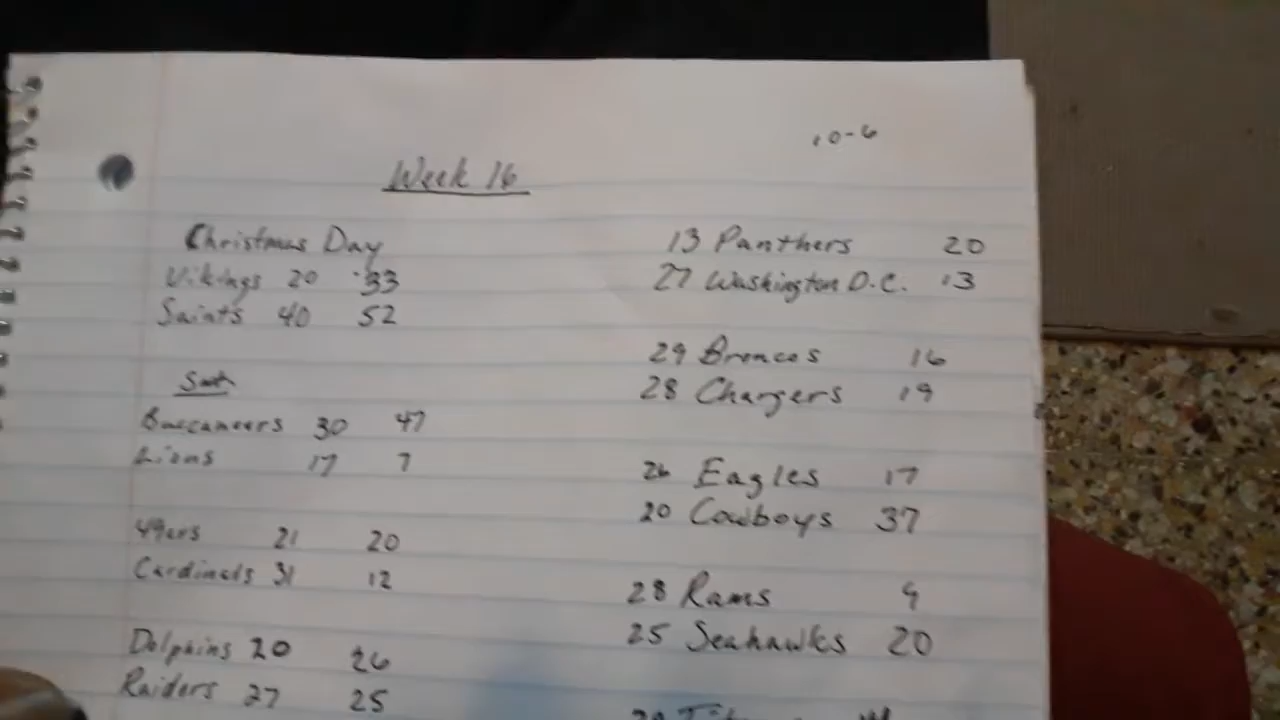 10-6
Week 16
Christmas Day
Vikings 20 33
Saints 40 52
Buccaneers 30 47
Lions 17 7
49ers 21 20
Cardinals 31 12
Dolphins 20 26
Raiders 27 25
13 Panthers 20
27 Washington D.C. 13
29 Broncos 16
28 Chargers 19
26 Eagles 17
20 Cowboys 37
28 Rams 9
25 Seahawks 20